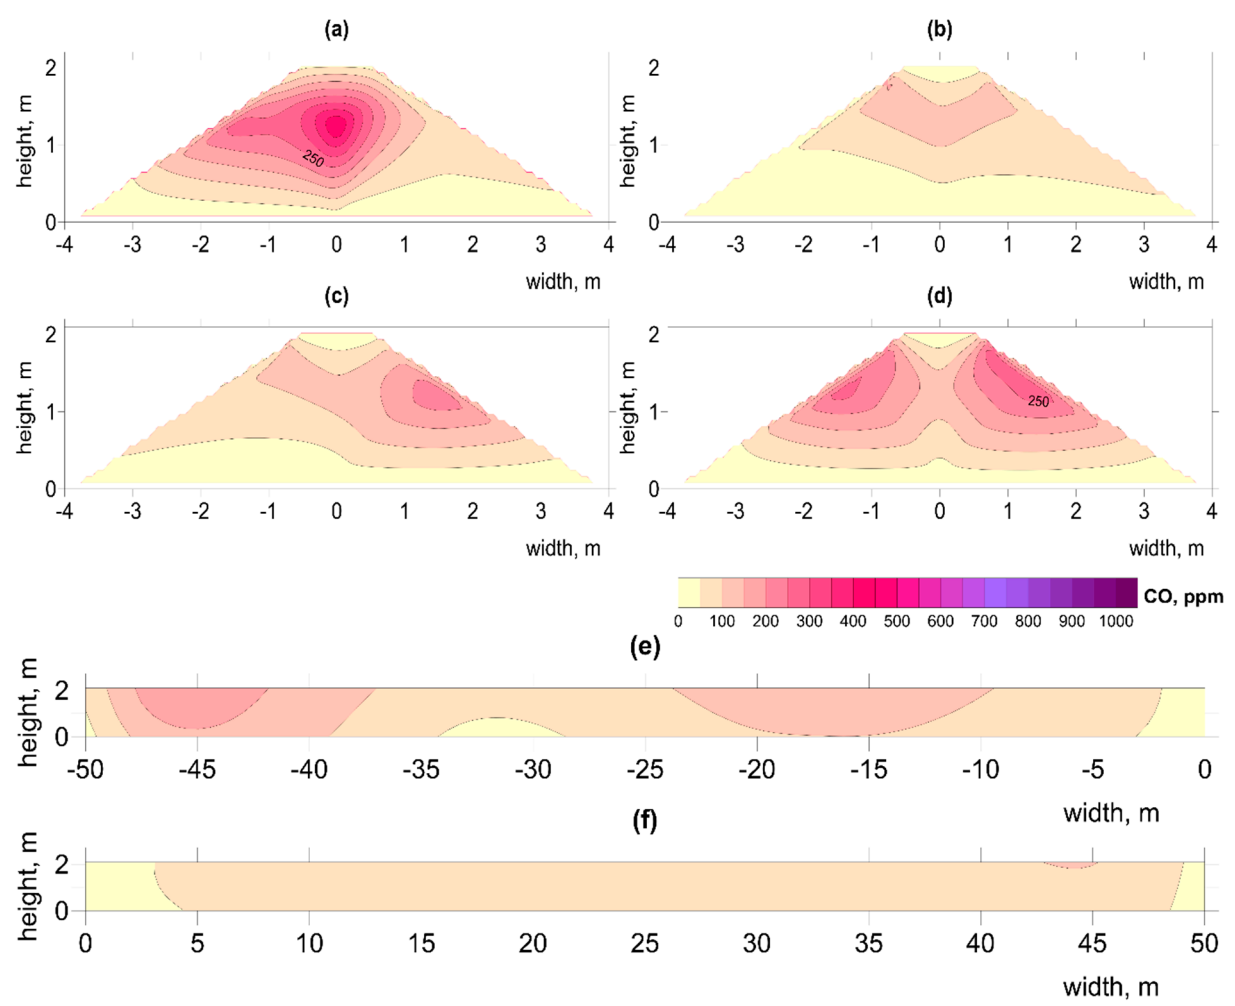 (a) (b)
2 2
height, m 1 250 height, m 1
0 0
-4 -3 -2 -1 0 1 2 3 4 -4 -3 -2 -1 0 1 2 3 4
width, m width, m
(c) (d)
2 2
height, m 1 height, m 1 250
0 0
-4 -3 -2 -1 0 1 2 3 4 -4 -3 -2 -1 0 1 2 3 4
width, m width, m
CO, ppm
0 100 200 300 400 500 600 700 800 900 1000
(e)
height, m 2
0
-50 -45 -40 -35 -30 -25 -20 -15 -10 -5 0
width, m
(f)
height, m 2
0
0 5 10 15 20 25 30 35 40 45 50
width, m